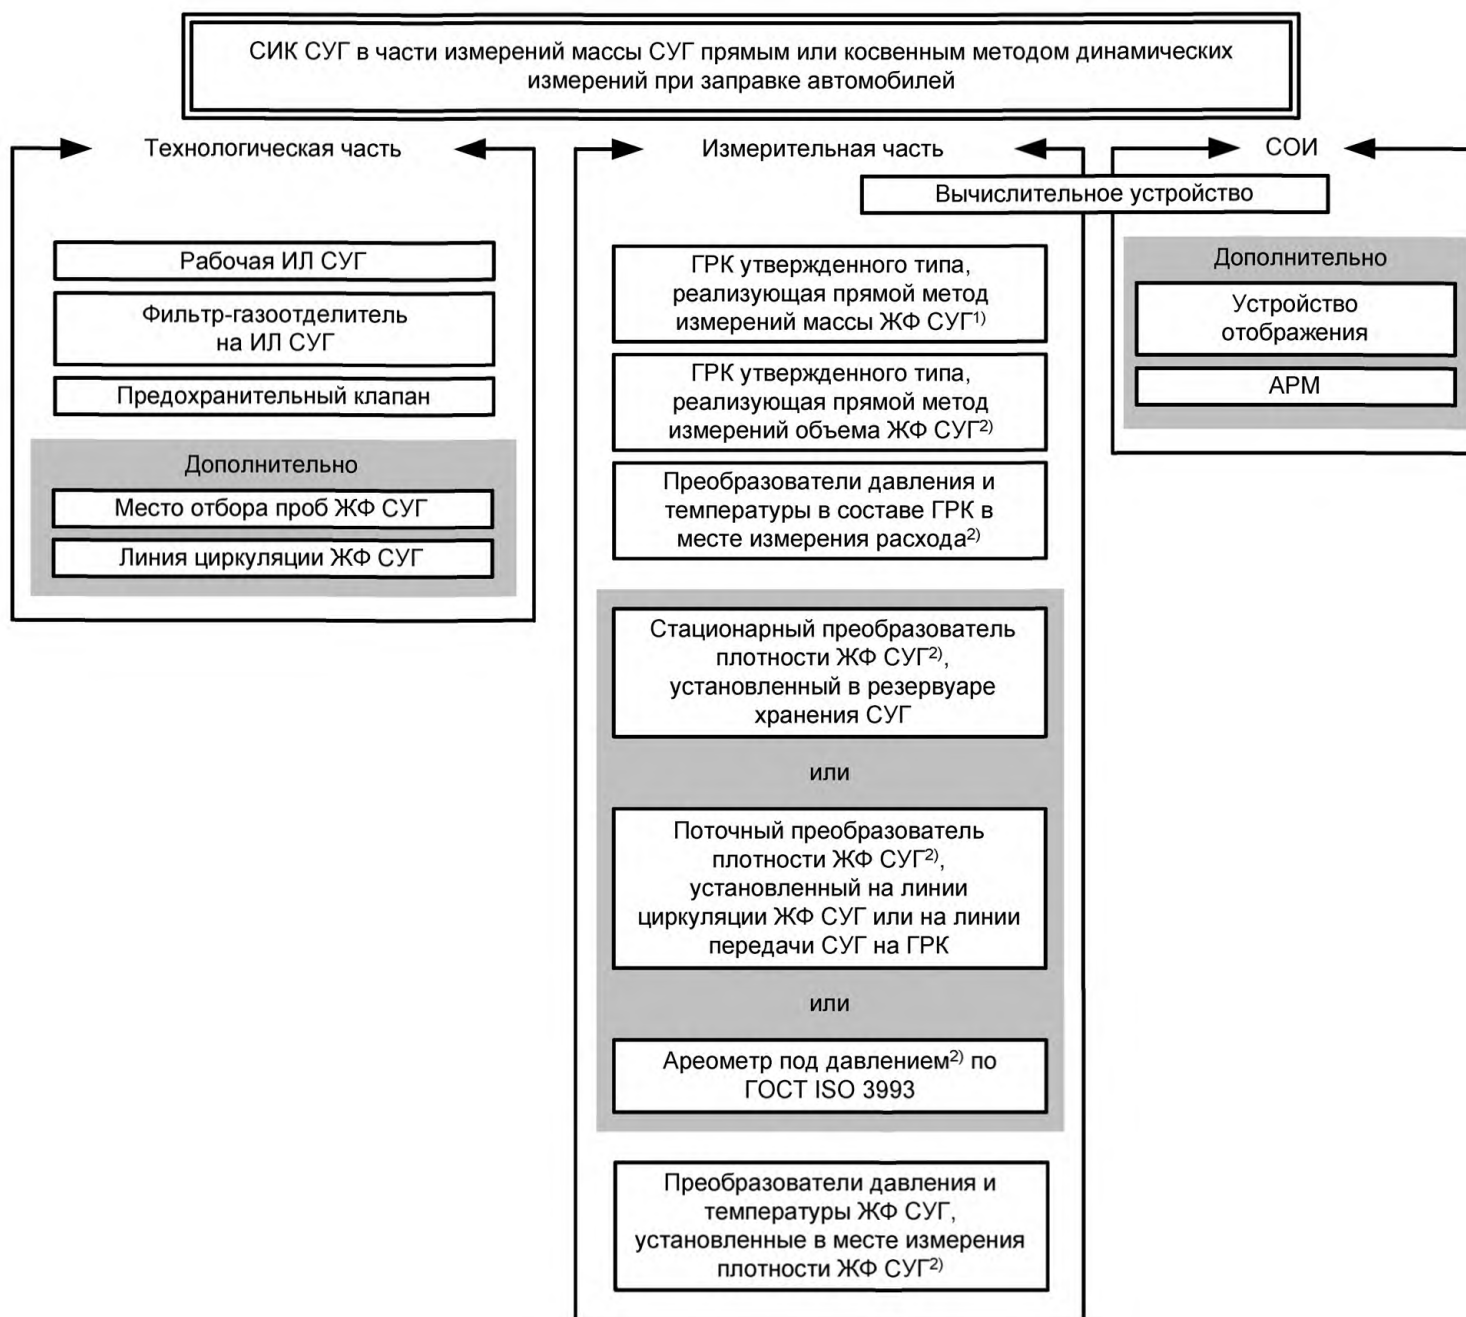 СИК СУГ в части измерений массы СУГ прямым или косвенным методом динамических
измерений при заправке автомобилей
Технологическая часть
Рабочая ИЛ СУГ
Фильтр-газоотделитель
на ИЛ СУГ
Предохранительный клапан
Дополнительно
Место отбора проб ЖФ СУГ
Линия циркуляции ЖФ СУГ
Измерительная часть
Вычислительное устройство
ГРК утвержденного типа,
реализующая прямой метод
измерений массы ЖФ СУГ1)
ГРК утвержденного типа,
реализующая прямой метод
измерений объема ЖФ СУГ2)
Преобразователи давления и
температуры в составе ГРК в
месте измерения расхода2)
Стационарный преобразователь
плотности ЖФ СУГ2),
установленный в резервуаре
хранения СУГ
или
Поточный преобразователь
плотности ЖФ СУГ2),
установленный на линии
циркуляции ЖФ СУГ или на линии
передачи СУГ на ГРК
или
Ареометр под давлением2) по
ГОСТ ISO 3993
Преобразователи давления и
температуры ЖФ СУГ,
установленные в месте измерения
плотности ЖФ СУГ2)
СОИ
Дополнительно
Устройство
отображения
АРМ